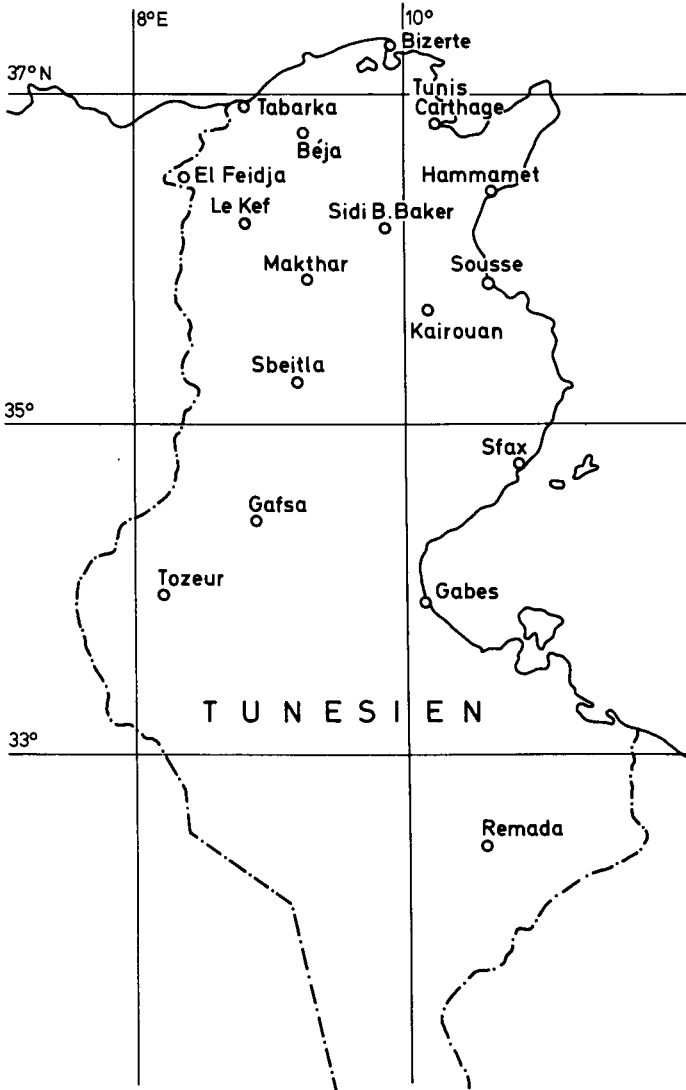 8°E
10°
Bizerte
37°N
Tunis
Carthage
Tabarka
Béja
El Feidja
Hammamet
Le Kef
Sidi B.Baker
Makthar
Sousse
Kairouan
Sbeitla
35°
Sfax
Gafsa
Tozeur
Gabes
TUNESIEN
33°
Remada